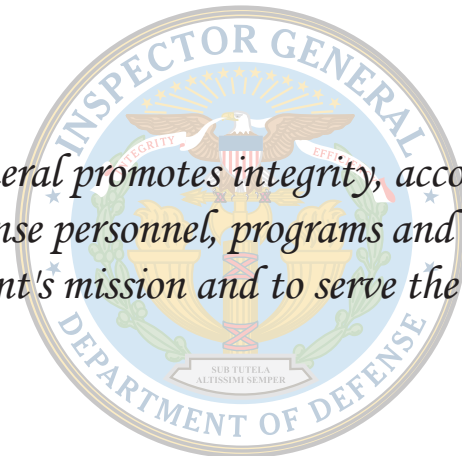 INSPECTOR GENERAL
INTEGRITY
EFFI
eral promotes integrity, acco
nse personnel, programs and
nt's mission and to serve the
SUB TUTELA
ALTISSIMI SEMPER
DEPARTMENT OF DEFENSE